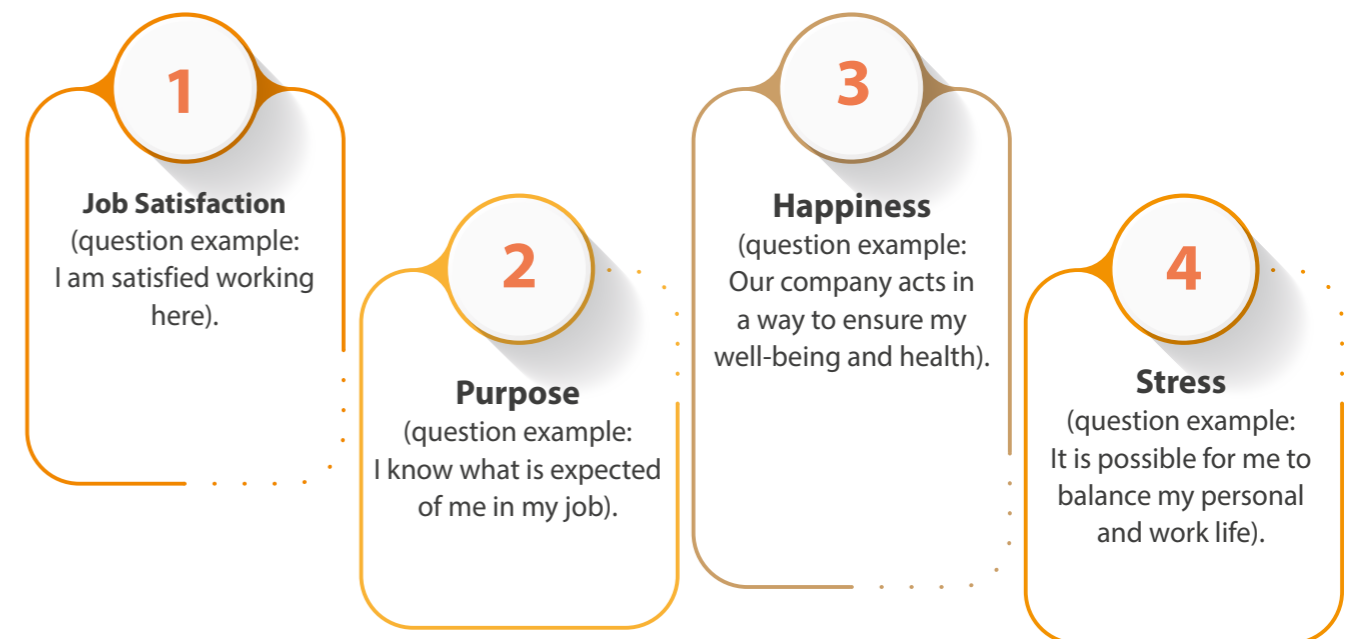 1
Job Satisfaction
(question example:
I am satisfied working
here).
2
Purpose
(question example:
I know what is expected
of me in my job).
3
Happiness
(question example:
Our company acts in
a way to ensure my
well-being and health).
4
Stress
(question example:
It is possible for me to
balance my personal
and work life).